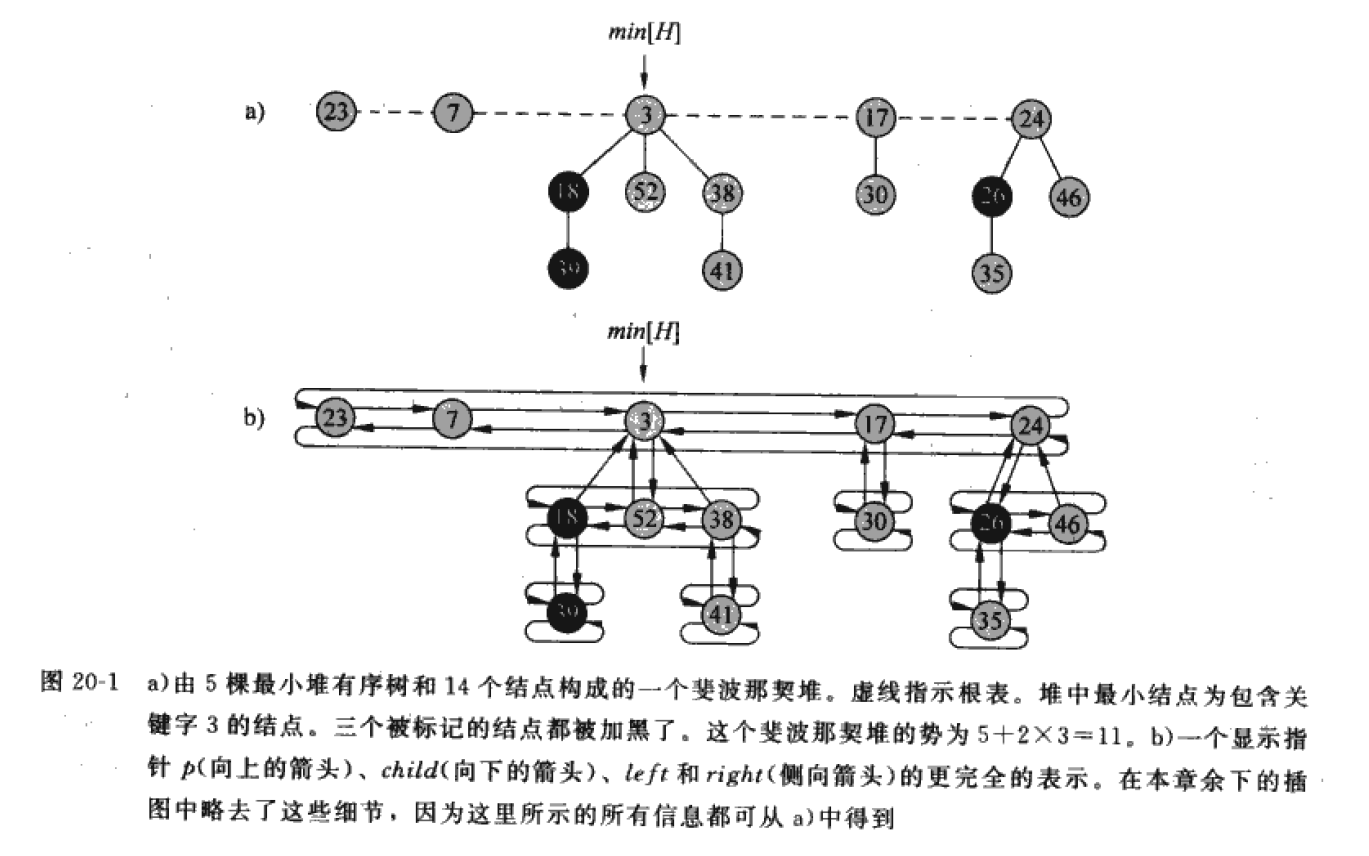 min[H]
a) 23 7 3 17 24
18 52 38 30 26 46
39 41 35
min[H]
b) 23 7 3 17 24
18 52 38 30 26 46
39 41 35
图 20-1 a)由 5 棵最小堆有序树和 14 个结点构成的一个斐波那契堆。虚线指示根表。堆中最小结点为包含关
键字 3 的结点。三个被标记的结点都被加黑了。这个斐波那契堆的势为 5+2×3=11。b)一个显示指
针 p(向上的箭头)、child(向下的箭头)、left 和 right(侧向箭头)的更完全的表示。在本章余下的插
图中略去了这些细节，因为这里所示的所有信息都可从 a)中得到